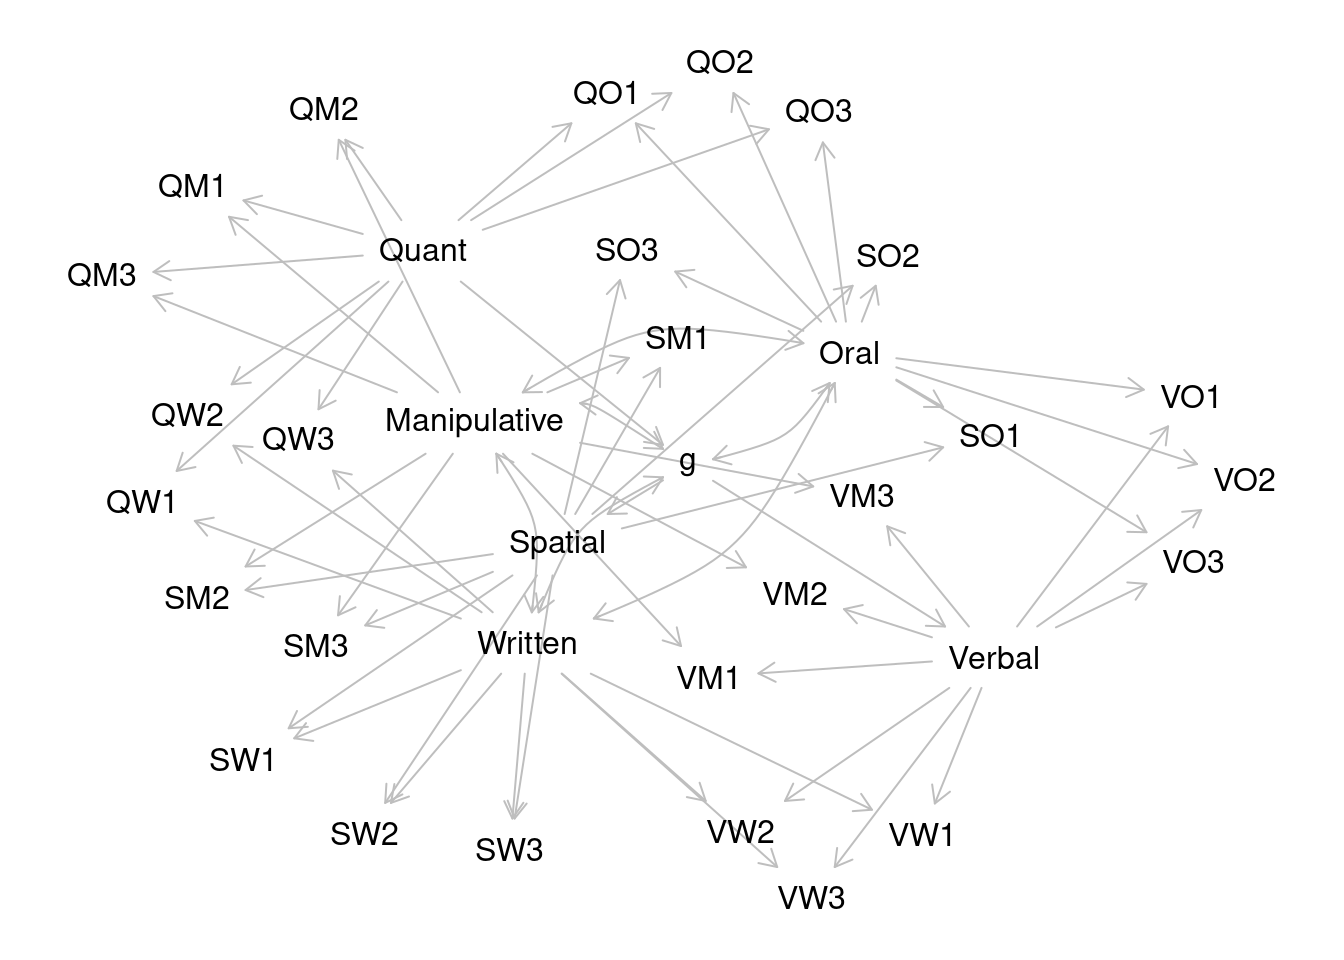 QO2
QO1
QM2
QO3
QM1
Quant
SO3
SO2
QM3
SM1
Oral
VO1
QW2
Manipulative
QW3
SO1
g
VO2
QW1
VM3
Spatial
VO3
SM2
VM2
SM3
Written
Verbal
VM1
SW1
SW2
SW3
VW2
VW1
VW3